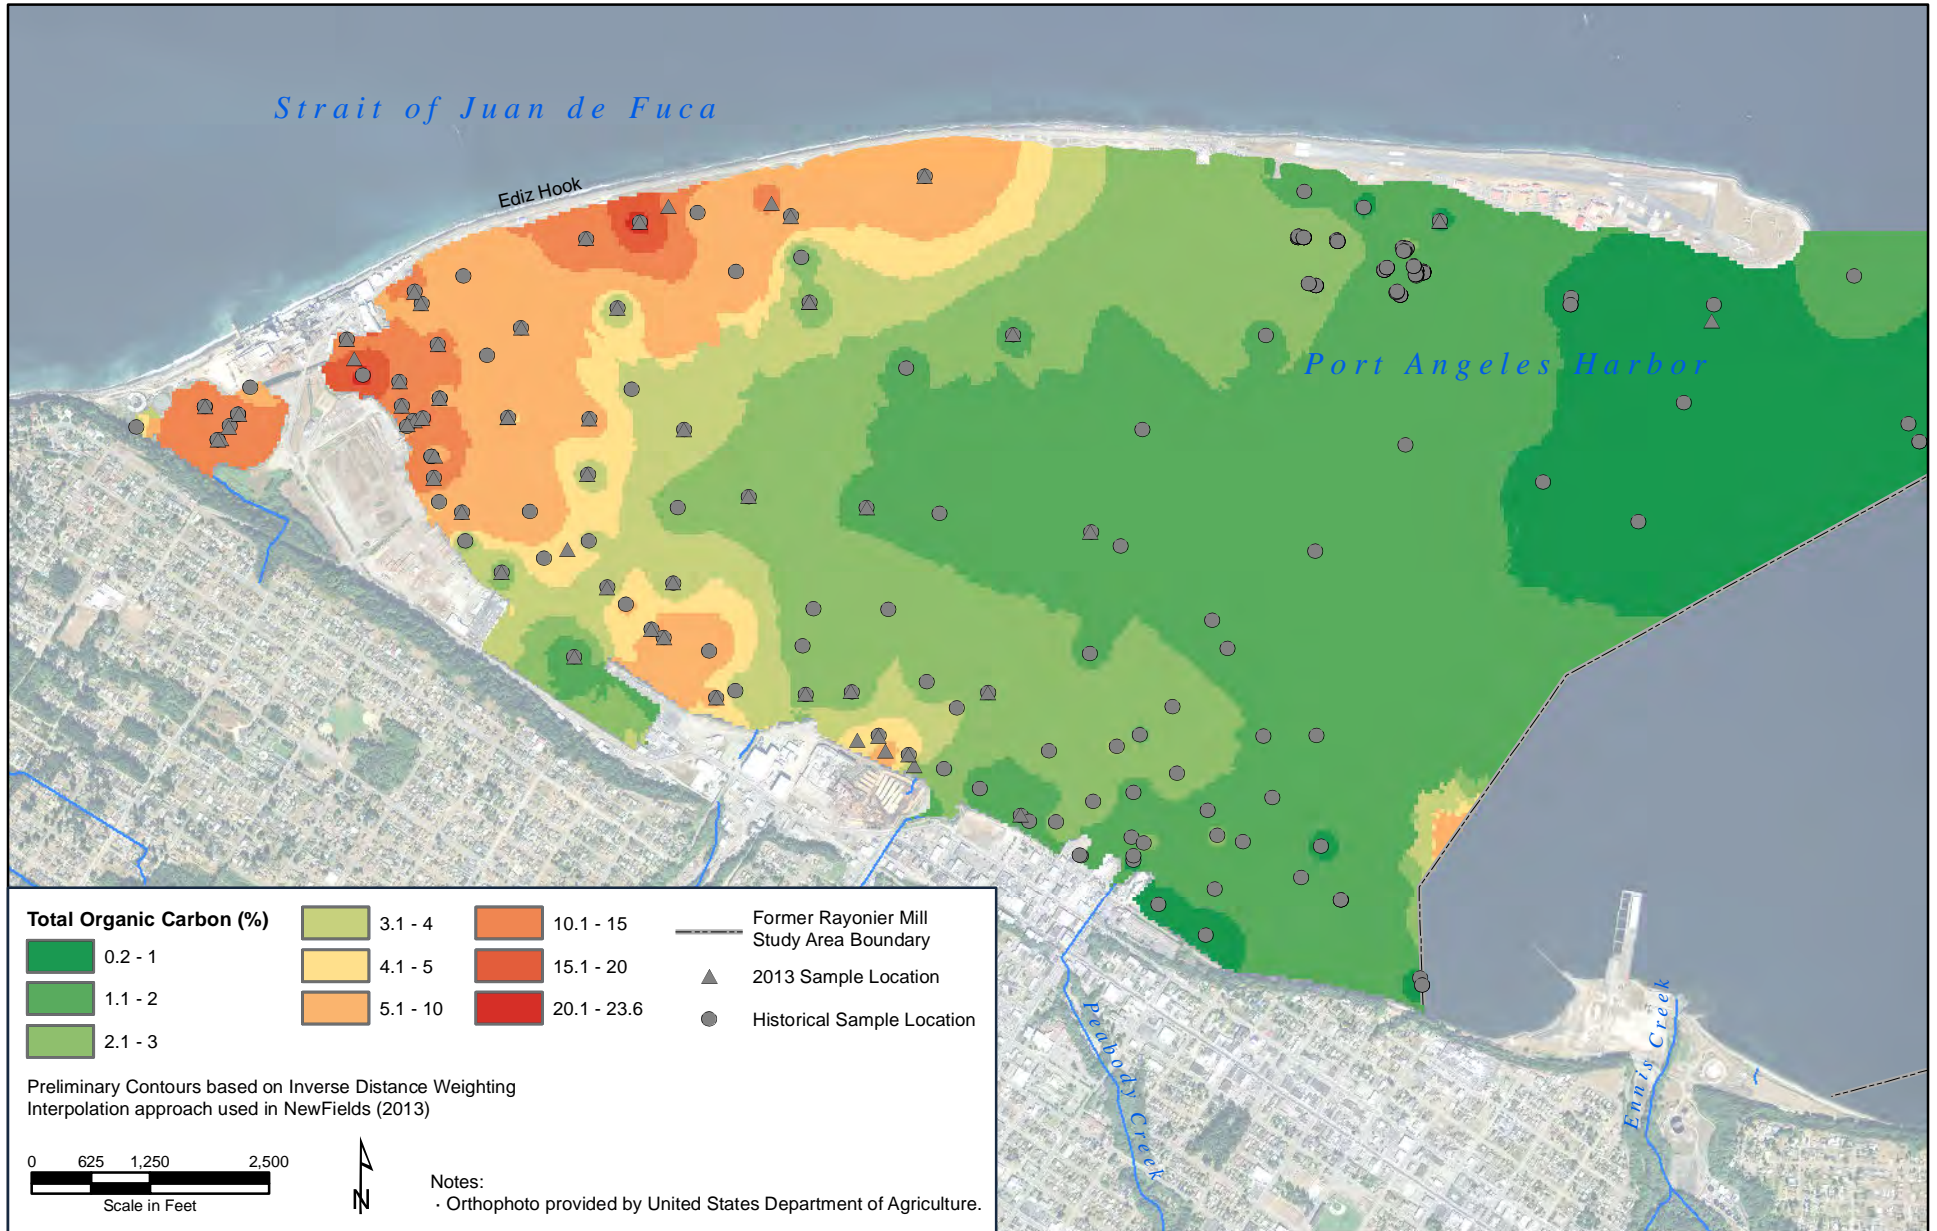 Strait of Juan de Fuca
Ediz Hook
Port Angeles Harbor
Peabody Creek
Ennis Creek
Total Organic Carbon (%)
0.2 - 1
1.1 - 2
2.1 - 3
3.1 - 4
4.1 - 5
5.1 - 10
10.1 - 15
15.1 - 20
20.1 - 23.6
Former Rayonier Mill
Study Area Boundary
2013 Sample Location
Historical Sample Location
Preliminary Contours based on Inverse Distance Weighting
Interpolation approach used in NewFields (2013)
0 625 1,250 2,500
Scale in Feet
N
Notes:
· Orthophoto provided by United States Department of Agriculture.